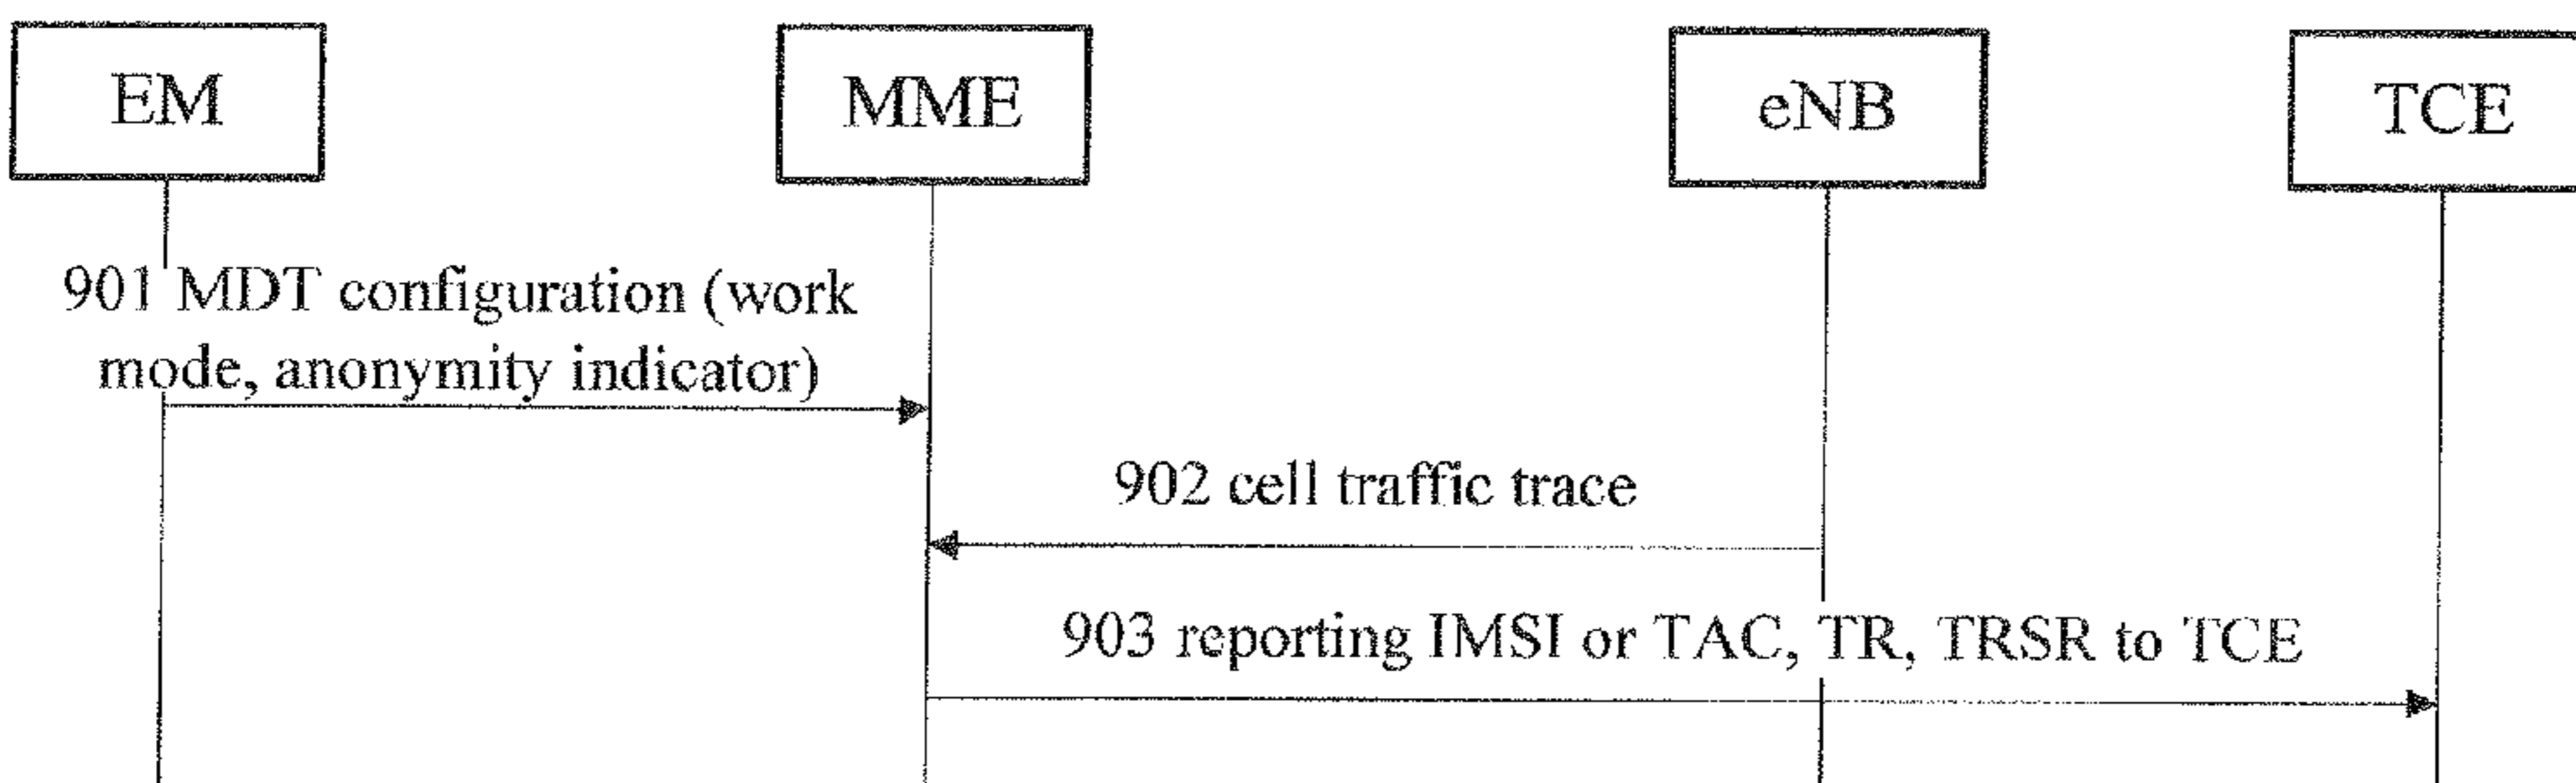 EM
MME
eNB
TCE
901 MDT configuration (work
mode, anonymity indicator)
902 cell traffic trace
903 reporting IMSI or TAC, TR, TRSR to TCE